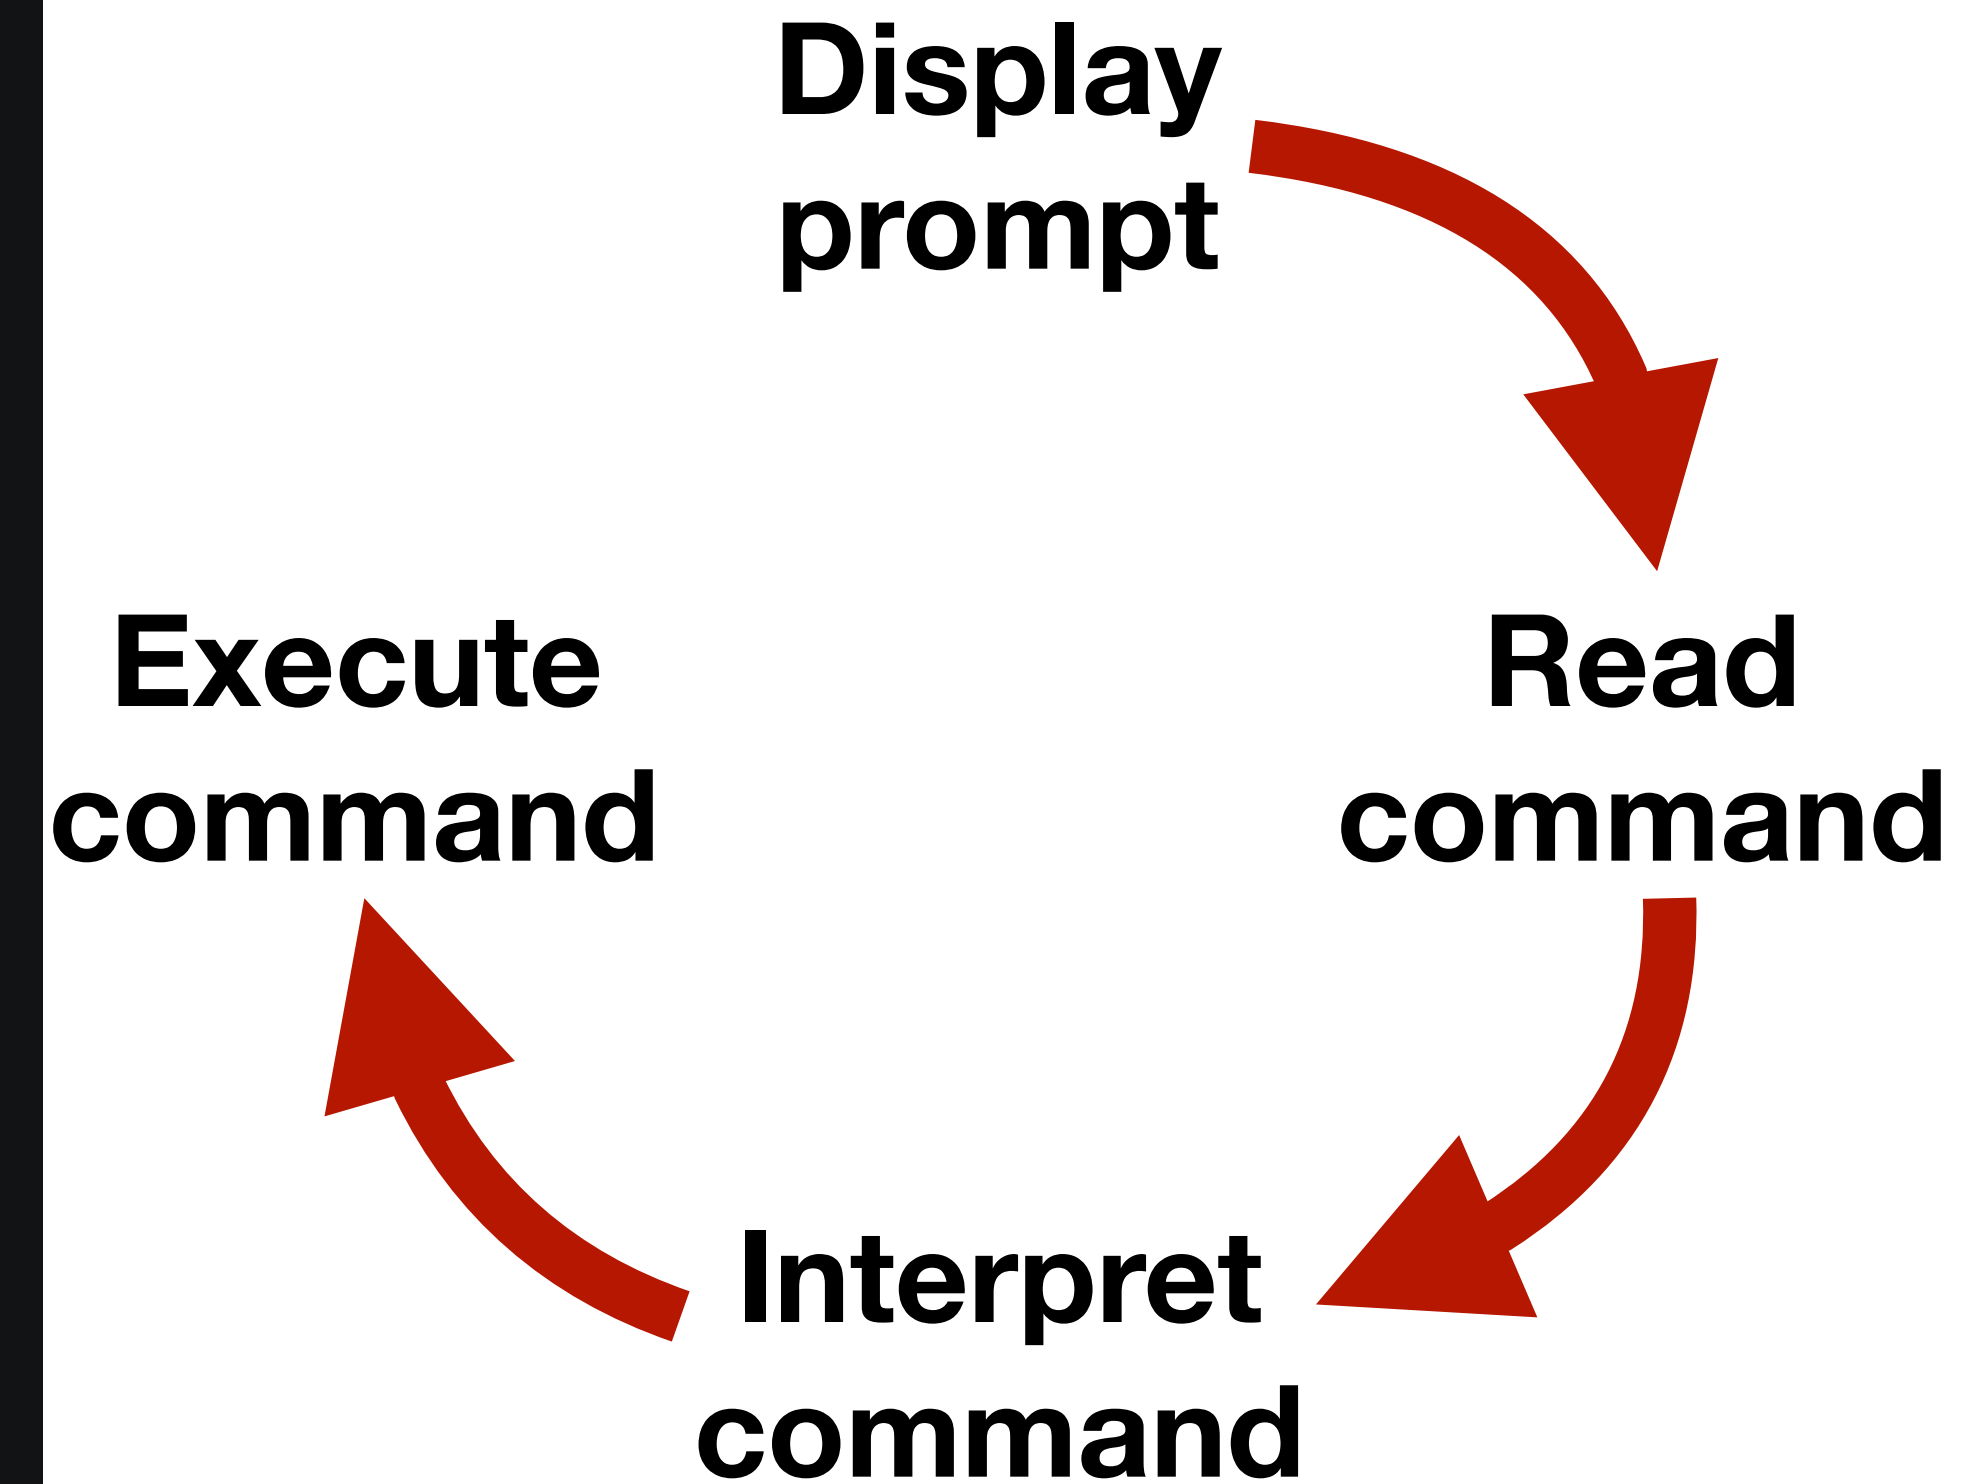 Display
prompt
Read
command
Interpret
command
Execute
command